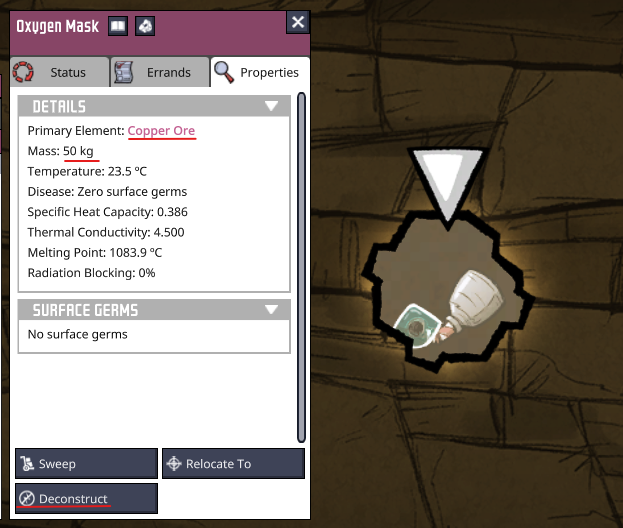 Oxygen Mask
Status
Errands
Properties
DETAILS
Primary Element: Copper Ore
Mass: 50 kg
Temperature: 23.5 ºC
Disease: Zero surface germs
Specific Heat Capacity: 0.386
Thermal Conductivity: 4.500
Melting Point: 1083.9 ºC
Radiation Blocking: 0%
SURFACE GERMS
No surface germs
Sweep
Relocate To
Deconstruct